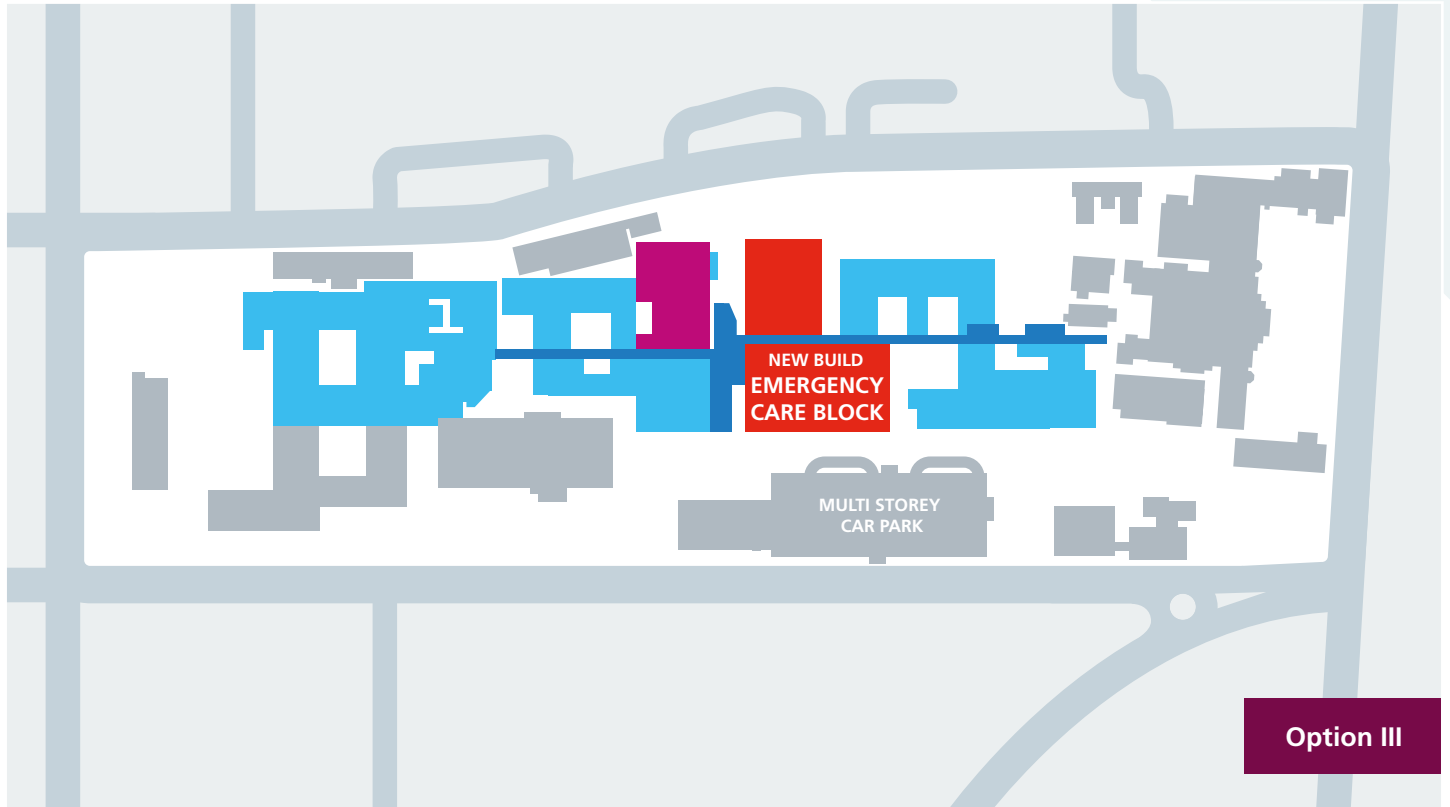 NEW BUILD
EMERGENCY
CARE BLOCK
MULTI STOREY
CAR PARK
Option III